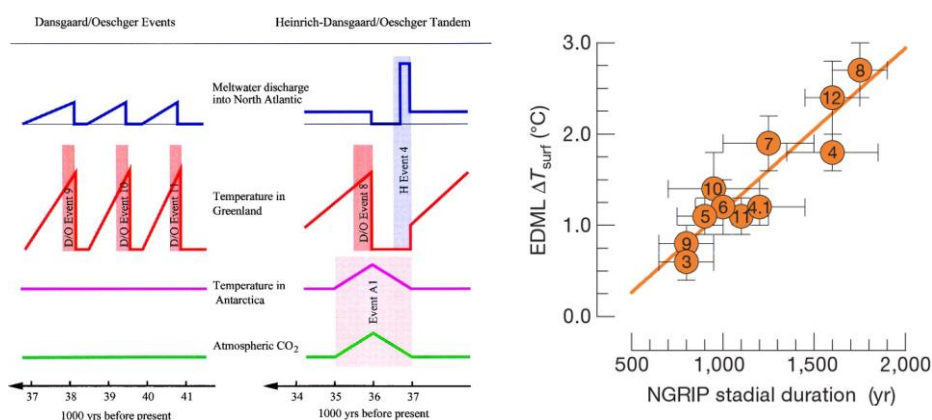 Dansgaard/Oeschger Events
Heinrich-Dansgaard/Oeschger Tandem
Meltwater discharge
into North Atlantic
D/O Event 9
D/O Event 10
D/O Event 11
Temperature in
Greenland
D/O Event 8
H Event 4
Temperature in
Antarctica
Event A1
Atmospheric CO2
37 38 39 40 41
1000 yrs before present
34 35 36 37
1000 yrs before present
EDML ΔTsurf (°C)
3.0
2.0
1.0
0.0
8
12
7
4
10
6
4.1
5
11
9
3
500 1,000 1,500 2,000
NGRIP stadial duration (yr)